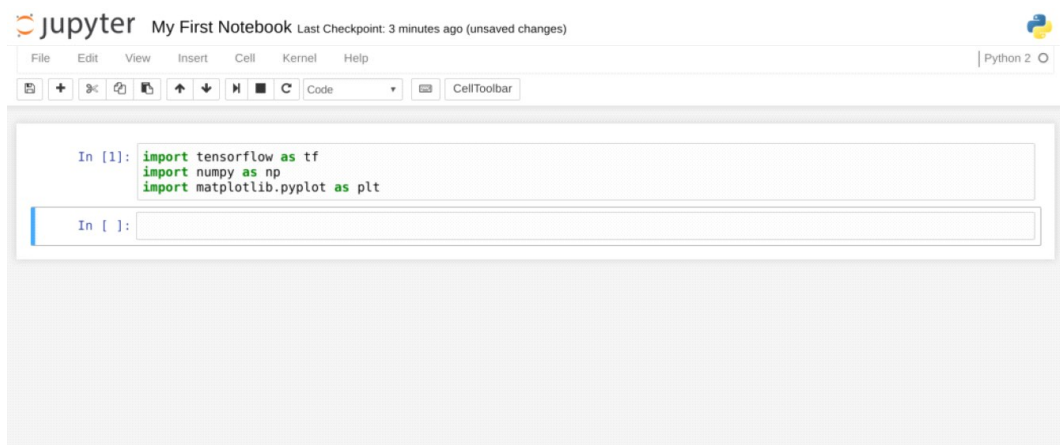 jupyter My First Notebook Last Checkpoint: 3 minutes ago (unsaved changes)
File Edit View Insert Cell Kernel Help Python 2
Code CellToolbar
In [1]: import tensorflow as tf
import numpy as np
import matplotlib.pyplot as plt
In [ ]: